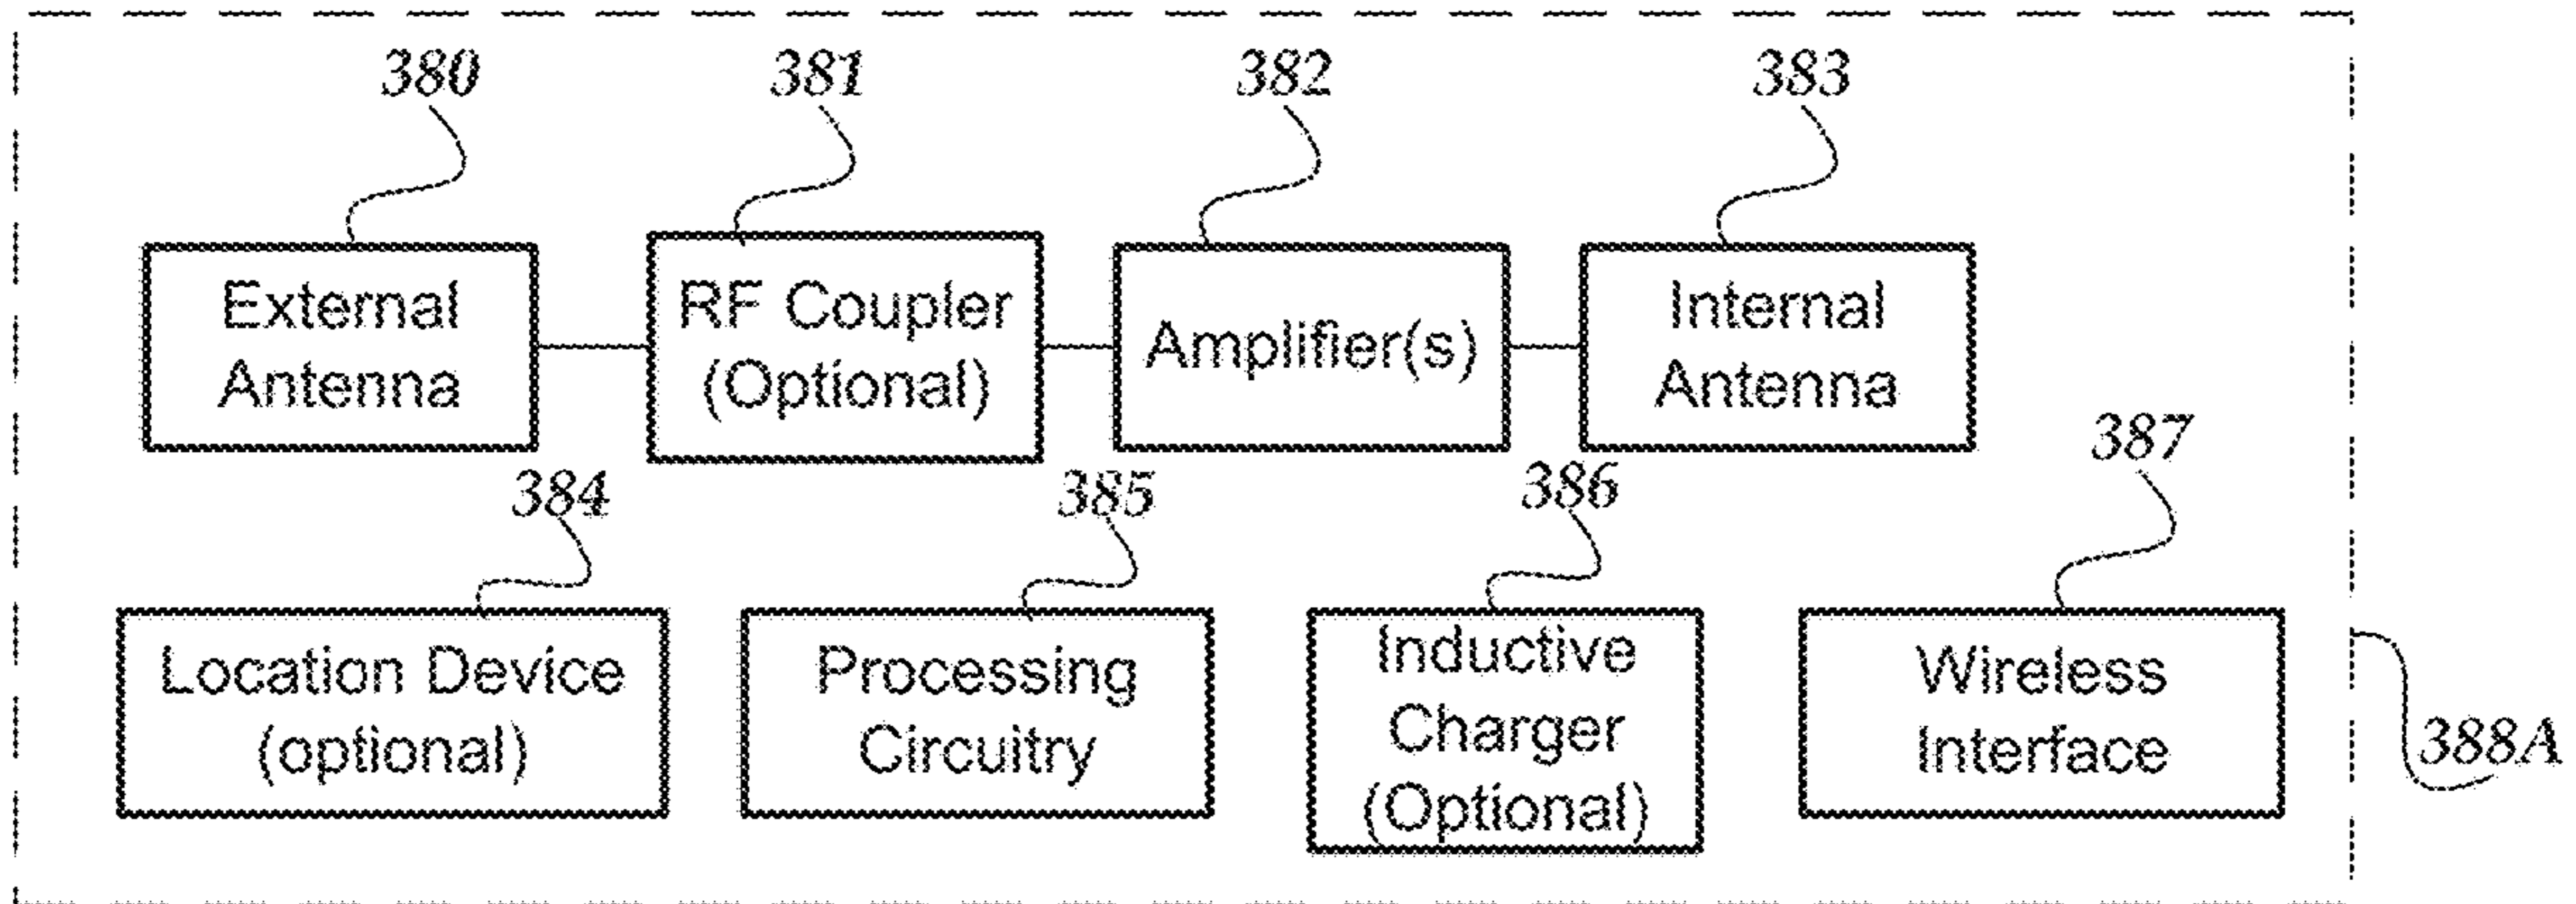 380
381
382
383
External
Antenna
RF Coupler
(Optional)
Amplifier(s)
Internal
Antenna
384
385
386
387
Location Device
(optional)
Processing
Circuitry
Inductive
Charger
(Optional)
Wireless
Interface
388A